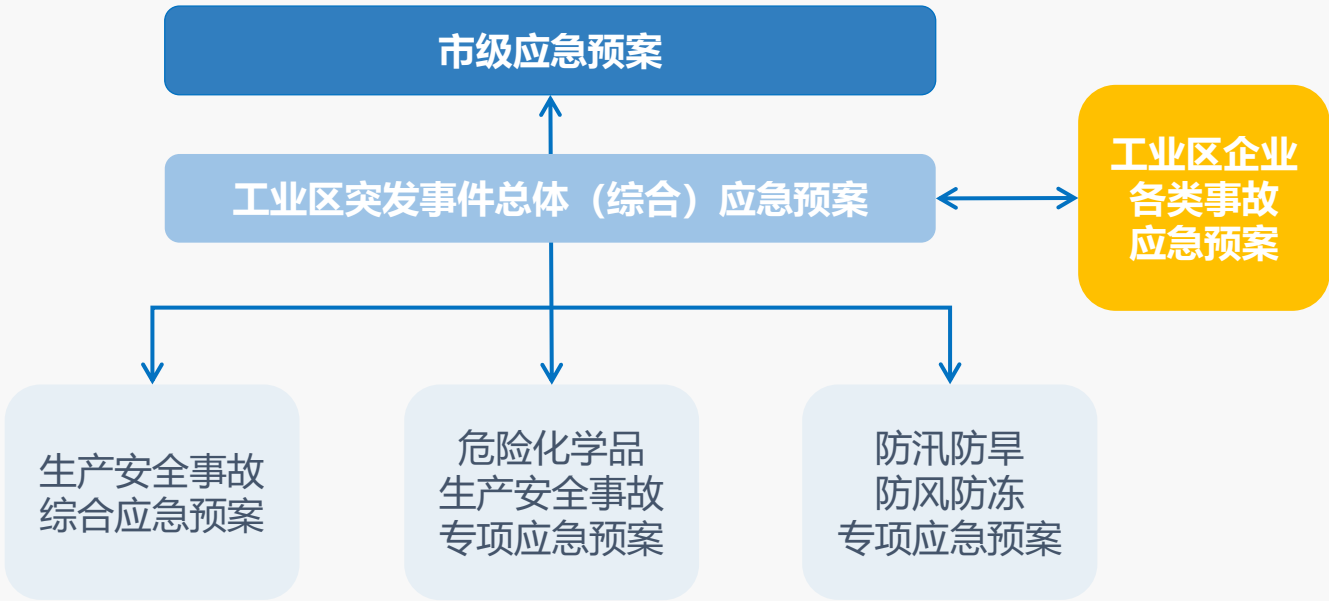 市级应急预案
工业区突发事件总体（综合）应急预案
工业区企业
各类事故
应急预案
生产安全事故
综合应急预案
危险化学品
生产安全事故
专项应急预案
防汛防旱
防风防冻
专项应急预案